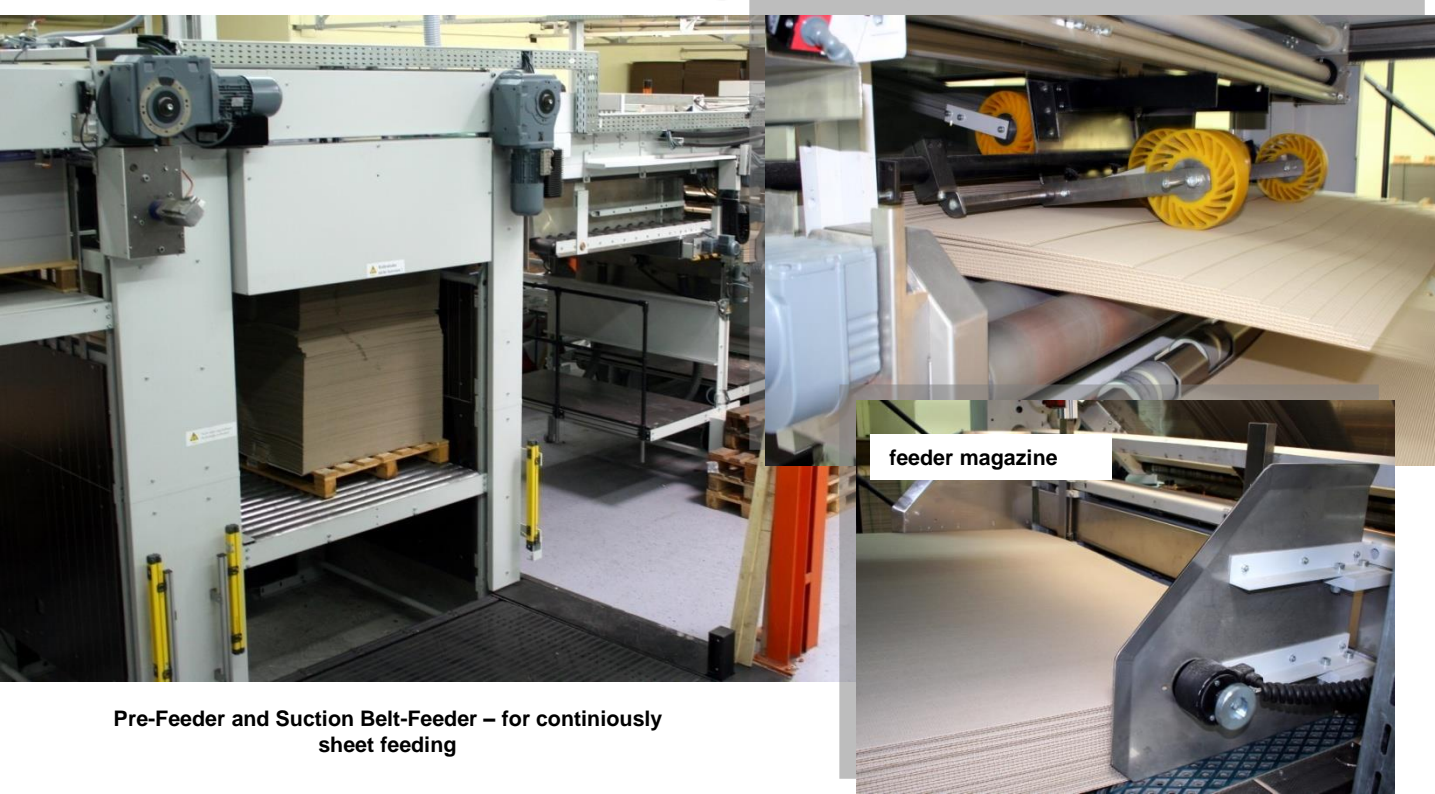 feeder magazine
Pre-Feeder and Suction Belt-Feeder – for continiously
sheet feeding